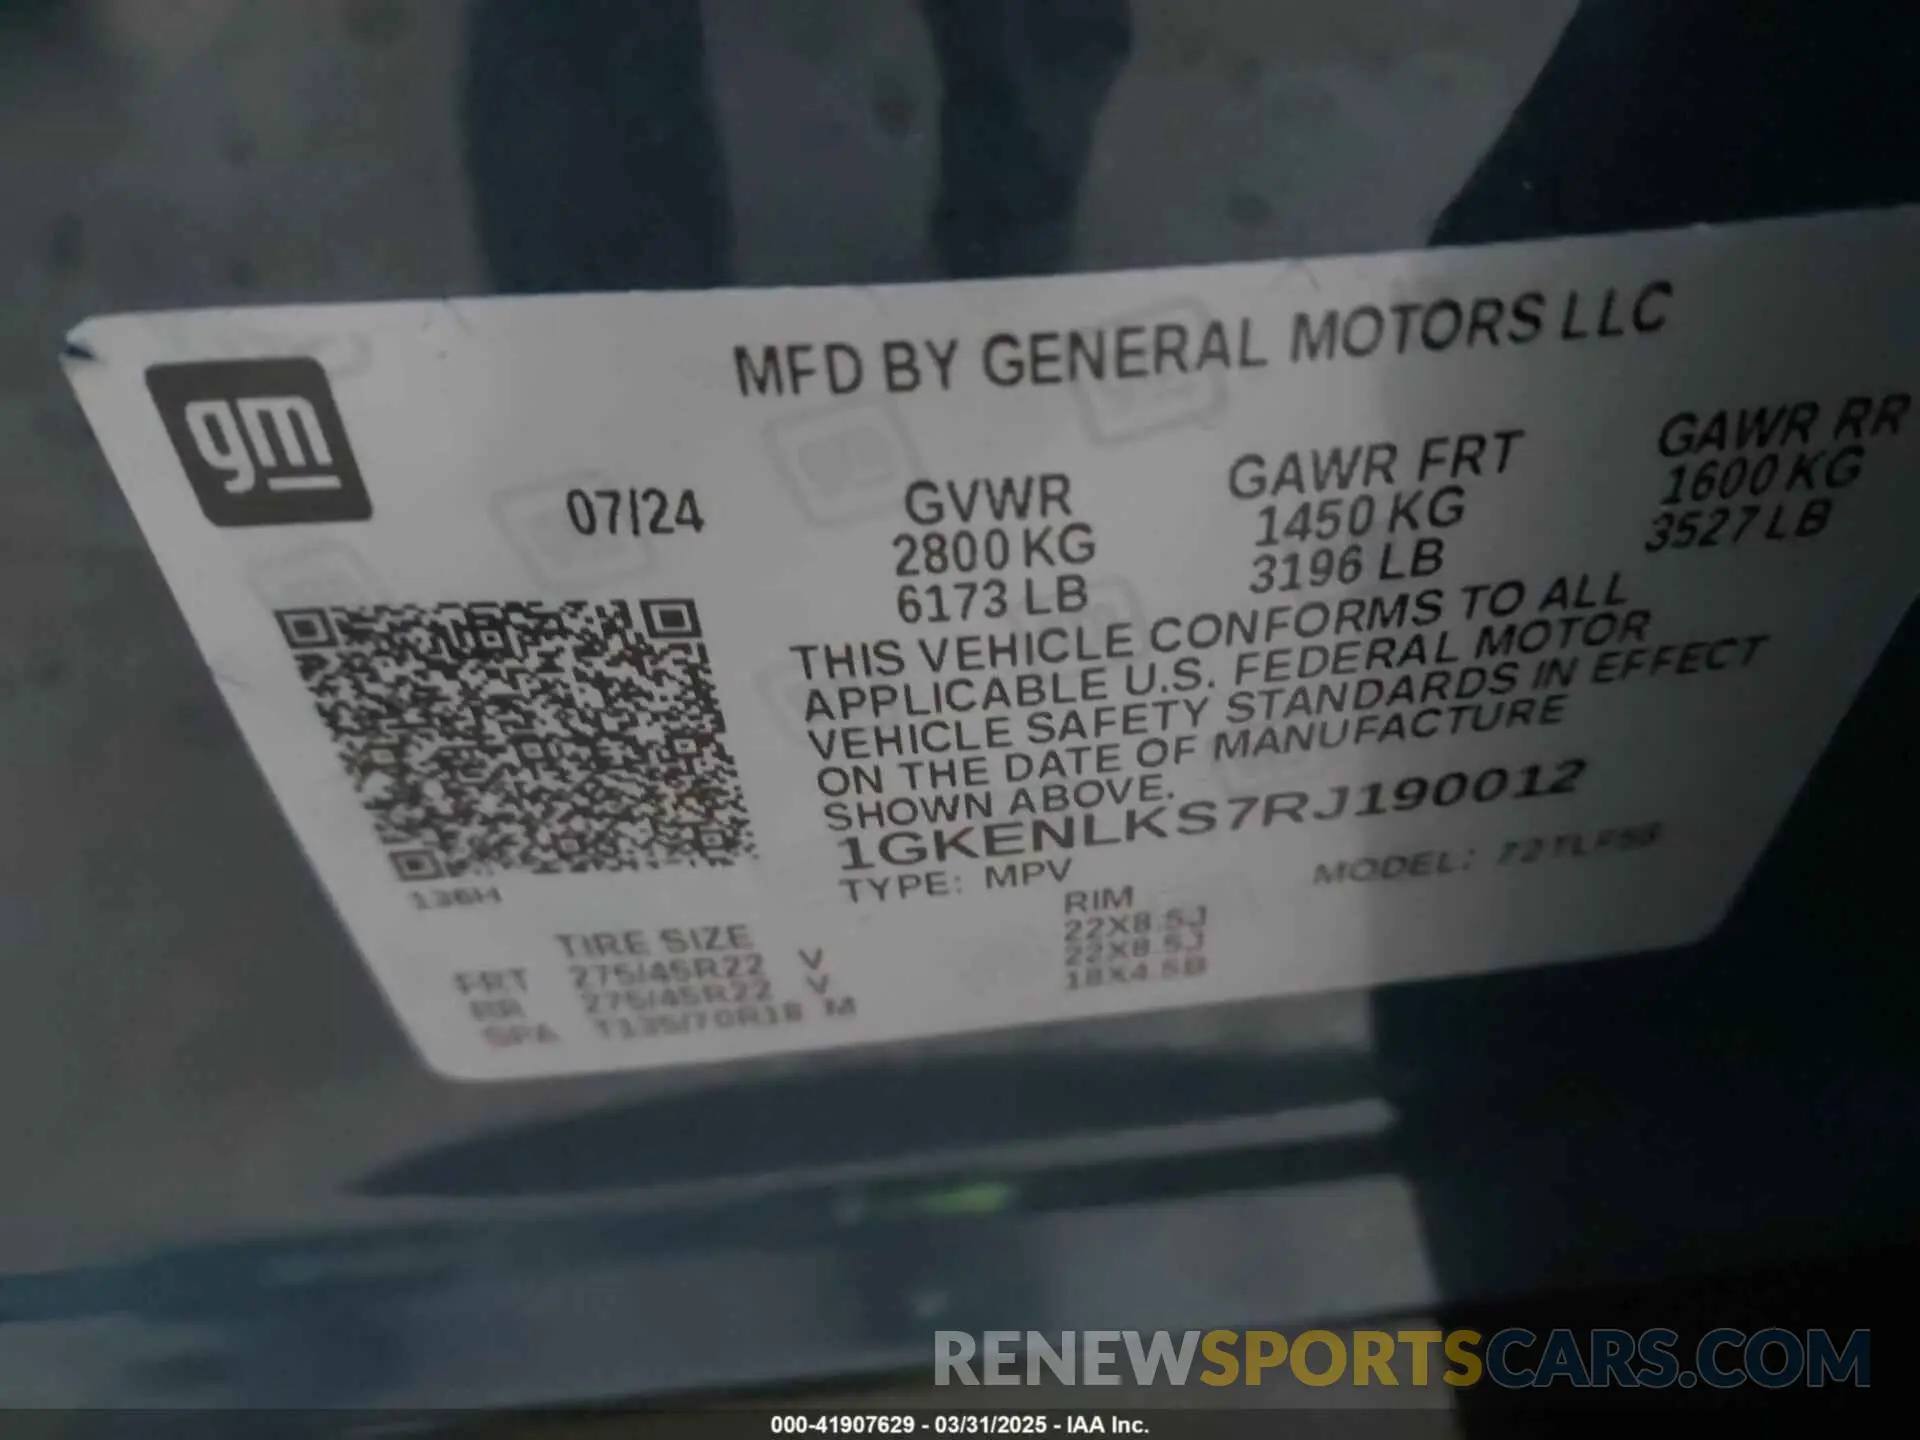 MFD BY GENERAL MOTORS LLC
gm
07/24
GVWR
2800 KG
6173 LB
GAWR FRT
1450 KG
3196 LB
GAWR RR
1600 KG
3527 LB
THIS VEHICLE CONFORMS TO ALL
APPLICABLE U.S. FEDERAL MOTOR
VEHICLE SAFETY STANDARDS IN EFFECT
ON THE DATE OF MANUFACTURE
SHOWN ABOVE.
1GKENLKS7RJ190012
TYPE: MPV
MODEL:
136H
TIRE SIZE
RIM
FRT 275/45R22 V 22X8.5J
RR 275/45R22 V 22X8.5J
SPA T135/70R18 M 18X4.5B
RENEWSPORTSCARS.COM
000-41907629 - 03/31/2025 - IAA Inc.